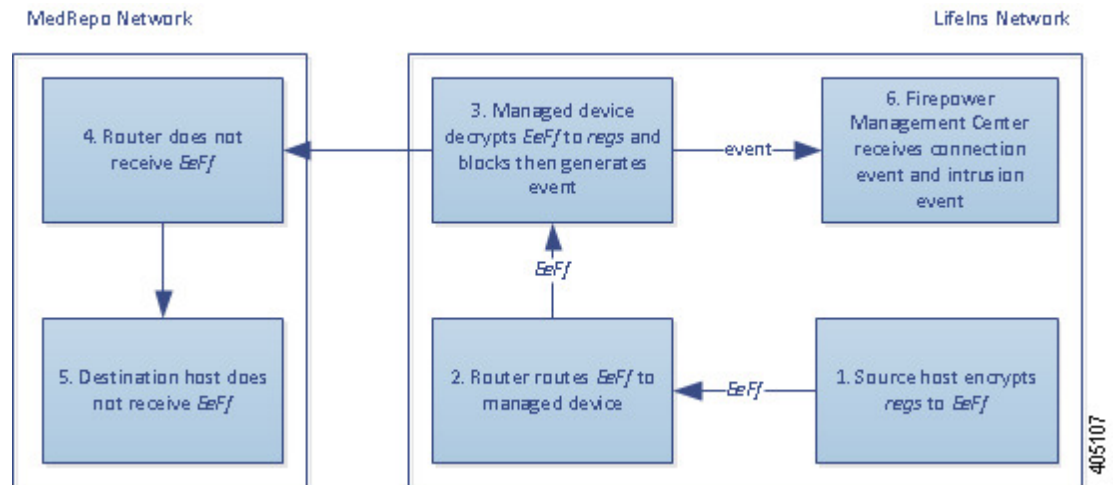 MedRepo Network
LifeIns Network
4. Router does not
receive EeFf
3. Managed device
decrypts EeFf to regs and
blocks then generates
event
event
6. Firepower
Management Center
receives connection
event and intrusion
event
EeFf
5. Destination host does
not receive EeFf
2. Router routes EeFf to
managed device
EeFf
1. Source host encrypts
regs to EeFf
405107